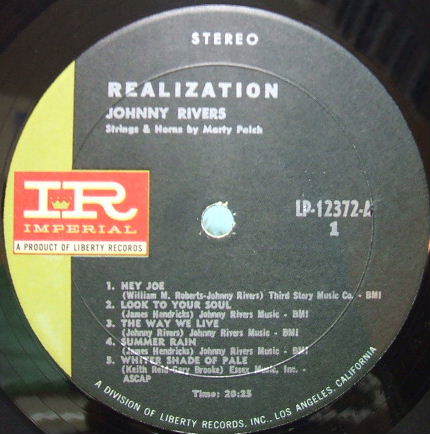 STEREO
REALIZATION
JOHNNY RIVERS
Strings & Horns by Marty Paich
IR
IMPERIAL
A PRODUCT OF LIBERTY RECORDS
LP-12372-A
1
1. HEY JOE
(William M. Roberts-Johnny Rivers) Third Story Music Co. - BMI
2. LOOK TO YOUR SOUL
(James Hendricks) Johnny Rivers Music - BMI
3. THE WAY WE LIVE
(Johnny Rivers) Johnny Rivers Music - BMI
4. SUMMER RAIN
(James Hendricks) Johnny Rivers Music - BMI
5. WHITER SHADE OF PALE
(Keith Reid-Gary Brooke) Essex Music, Inc. -
ASCAP
Time: 20:25
A DIVISION OF LIBERTY RECORDS, INC., LOS ANGELES, CALIFORNIA